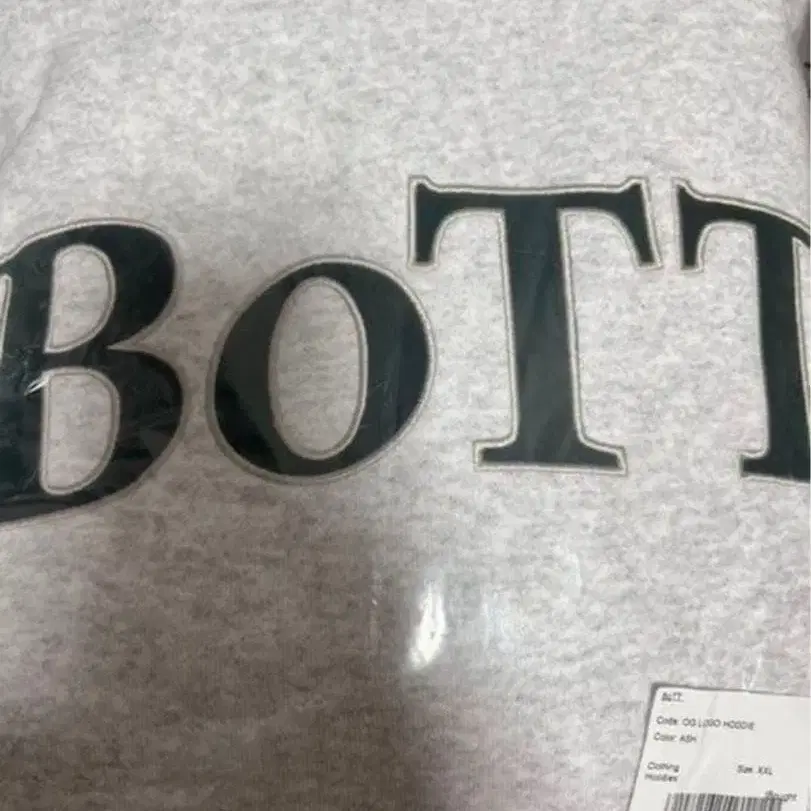 BoTT
BoTT.
Code: OG LOGO HOODIE
Color: ASH
Clothing Size: XXL
Hoodies